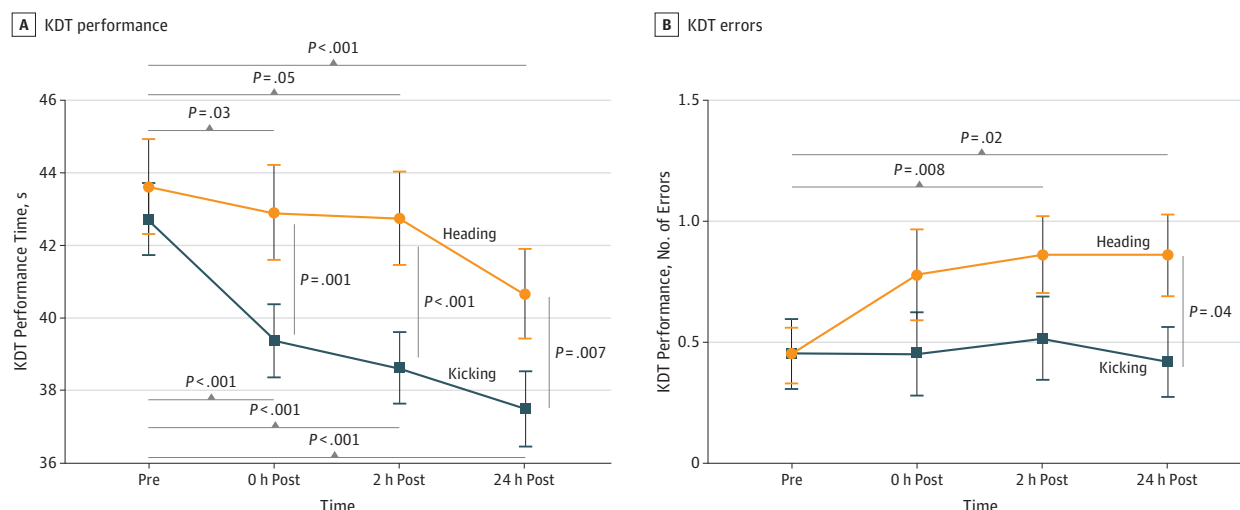 A KDT performance
P < .001
P = .05
P = .03
46
44
42
40
38
36
KDT Performance Time, s
Heading
P = .001
P < .001
P = .007
Kicking
P < .001
P < .001
P < .001
Pre
0 h Post
2 h Post
24 h Post
Time
B KDT errors
1.5
1.0
0.5
0
KDT Performance, No. of Errors
P = .02
P = .008
Heading
P = .04
Kicking
Pre
0 h Post
2 h Post
24 h Post
Time